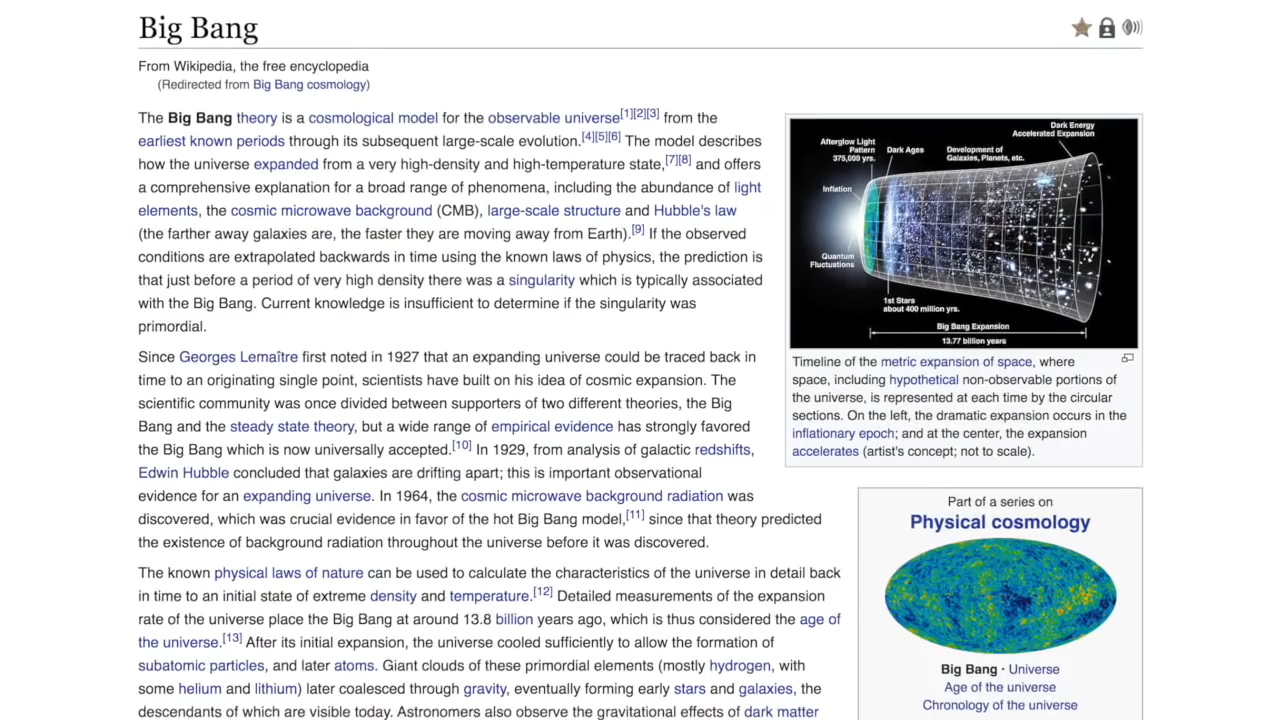 Big Bang
From Wikipedia, the free encyclopedia
(Redirected from Big Bang cosmology)
The Big Bang theory is a cosmological model for the observable universe[1][2][3] from the
earliest known periods through its subsequent large-scale evolution.[4][5][6] The model describes
how the universe expanded from a very high-density and high-temperature state,[7][8] and offers
a comprehensive explanation for a broad range of phenomena, including the abundance of light
elements, the cosmic microwave background (CMB), large-scale structure and Hubble's law
(the farther away galaxies are, the faster they are moving away from Earth).[9] If the observed
conditions are extrapolated backwards in time using the known laws of physics, the prediction is
that just before a period of very high density there was a singularity which is typically associated
with the Big Bang. Current knowledge is insufficient to determine if the singularity was
primordial.
Since Georges Lemaître first noted in 1927 that an expanding universe could be traced back in
time to an originating single point, scientists have built on his idea of cosmic expansion. The
scientific community was once divided between supporters of two different theories, the Big
Bang and the steady state theory, but a wide range of empirical evidence has strongly favored
the Big Bang which is now universally accepted.[10] In 1929, from analysis of galactic redshifts,
Edwin Hubble concluded that galaxies are drifting apart; this is important observational
evidence for an expanding universe. In 1964, the cosmic microwave background radiation was
discovered, which was crucial evidence in favor of the hot Big Bang model,[11] since that theory predicted
the existence of background radiation throughout the universe before it was discovered.
The known physical laws of nature can be used to calculate the characteristics of the universe in detail back
in time to an initial state of extreme density and temperature.[12] Detailed measurements of the expansion
rate of the universe place the Big Bang at around 13.8 billion years ago, which is thus considered the age of
the universe.[13] After its initial expansion, the universe cooled sufficiently to allow the formation of
subatomic particles, and later atoms. Giant clouds of these primordial elements (mostly hydrogen, with
some helium and lithium) later coalesced through gravity, eventually forming early stars and galaxies, the
descendants of which are visible today. Astronomers also observe the gravitational effects of dark matter
Dark Energy
Accelerated Expansion
Afterglow Light
Pattern
375,000 yrs.
Dark Ages
Development of
Galaxies, Planets, etc.
Inflation
Quantum
Fluctuations
1st Stars
about 400 million yrs.
Big Bang Expansion
13.77 billion years
Timeline of the metric expansion of space, where
space, including hypothetical non-observable portions of
the universe, is represented at each time by the circular
sections. On the left, the dramatic expansion occurs in the
inflationary epoch; and at the center, the expansion
accelerates (artist's concept; not to scale).
Part of a series on
Physical cosmology
Big Bang · Universe
Age of the universe
Chronology of the universe